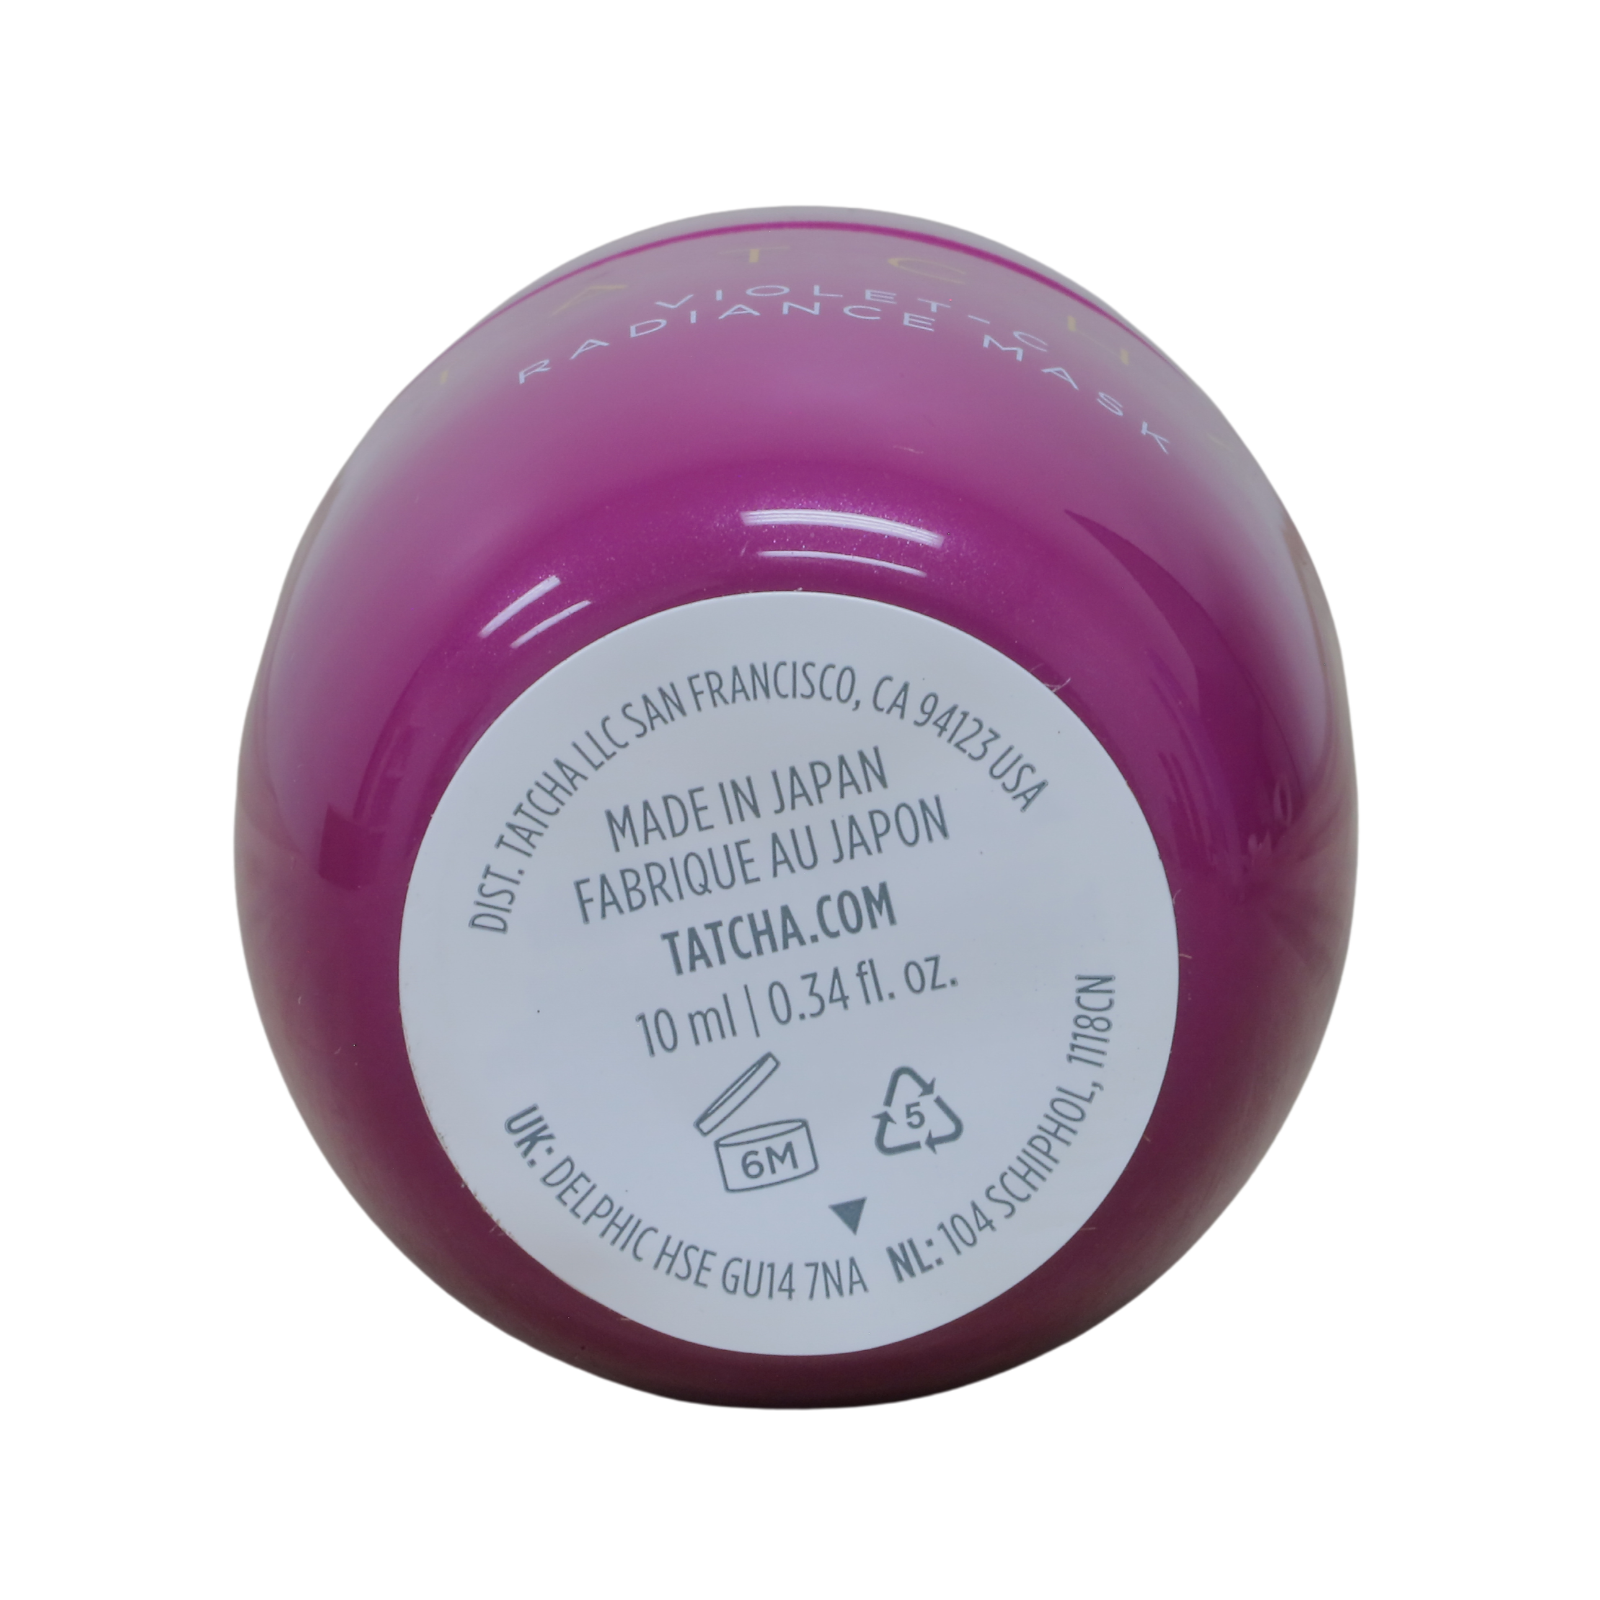 TATCHA
VIOLET-C
RADIANCE MASK
DIST. TATCHA LLC SAN FRANCISCO, CA 94123 USA
MADE IN JAPAN
FABRIQUE AU JAPON
TATCHA.COM
10 ml | 0.34 fl. oz.
6M
5
UK: DELPHIC HSE GU14 7NA NL: 104 SCHIPHOL, 1118CN